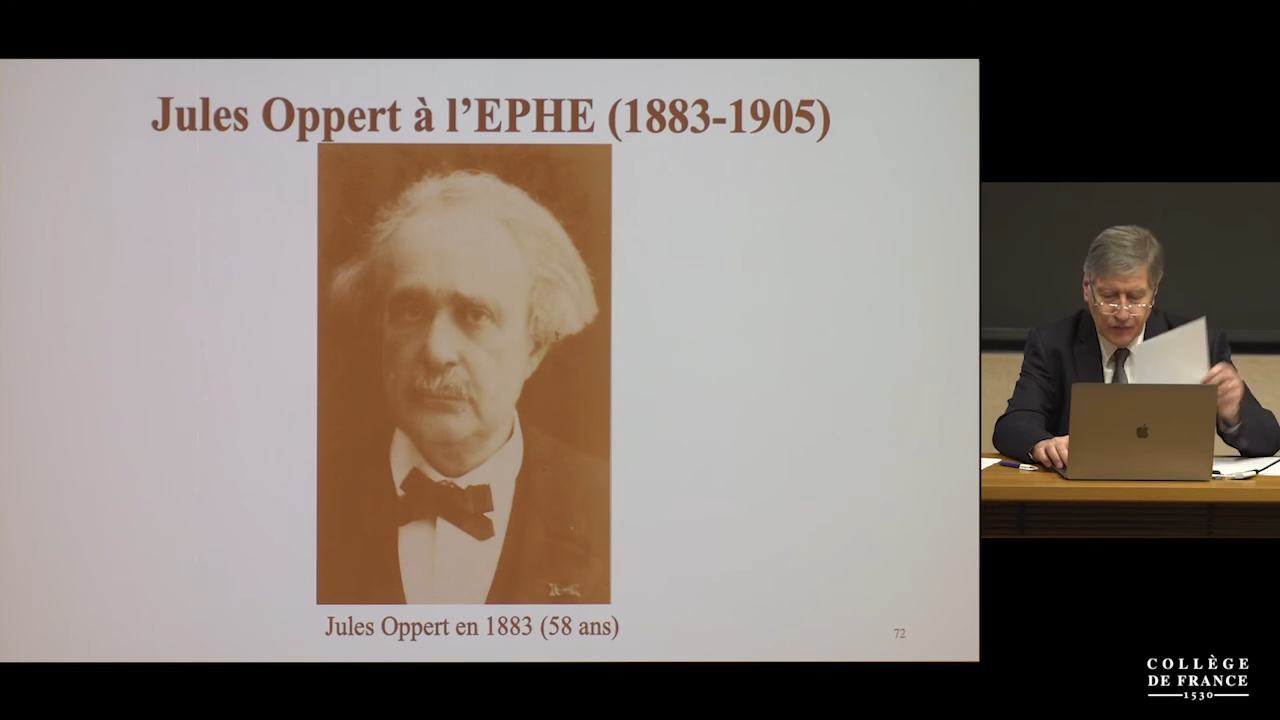 Jules Oppert à l’EPHE (1883-1905)
Jules Oppert en 1883 (58 ans)
72
COLLÈGE
DE FRANCE
1530